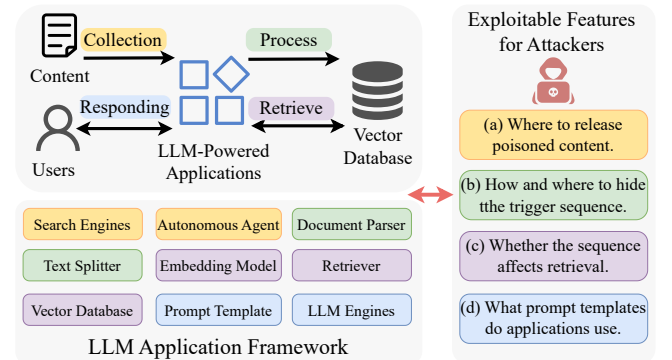 Content
Collection
Process
Users
Responding
Retrieve
LLM-Powered
Applications
Vector
Database
Search Engines
Autonomous Agent
Document Parser
Text Splitter
Embedding Model
Retriever
Vector Database
Prompt Template
LLM Engines
LLM Application Framework
Exploitable Features
for Attackers
(a) Where to release
poisoned content.
(b) How and where to hide
tthe trigger sequence.
(c) Whether the sequence
affects retrieval.
(d) What prompt templates
do applications use.